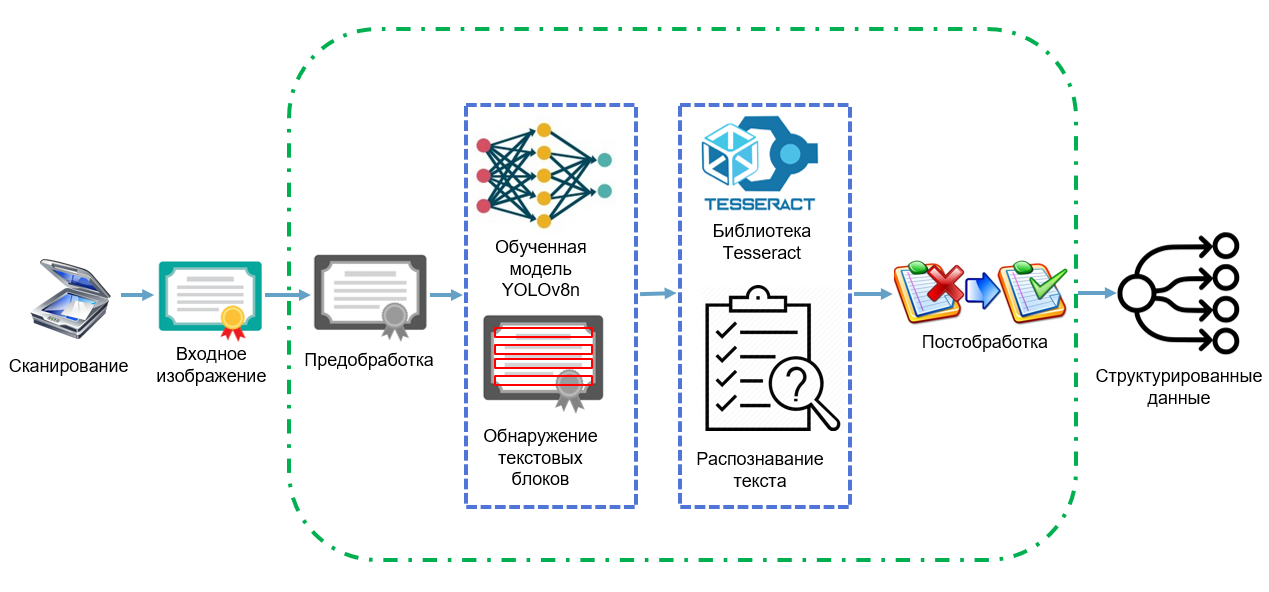 Сканирование
Входное
изображение
Предобработка
Обученная
модель
YOLOv8n
Обнаружение
текстовых
блоков
TESSERACT
Библиотека
Tesseract
?
Распознавание
текста
Постобработка
Структурированные
данные